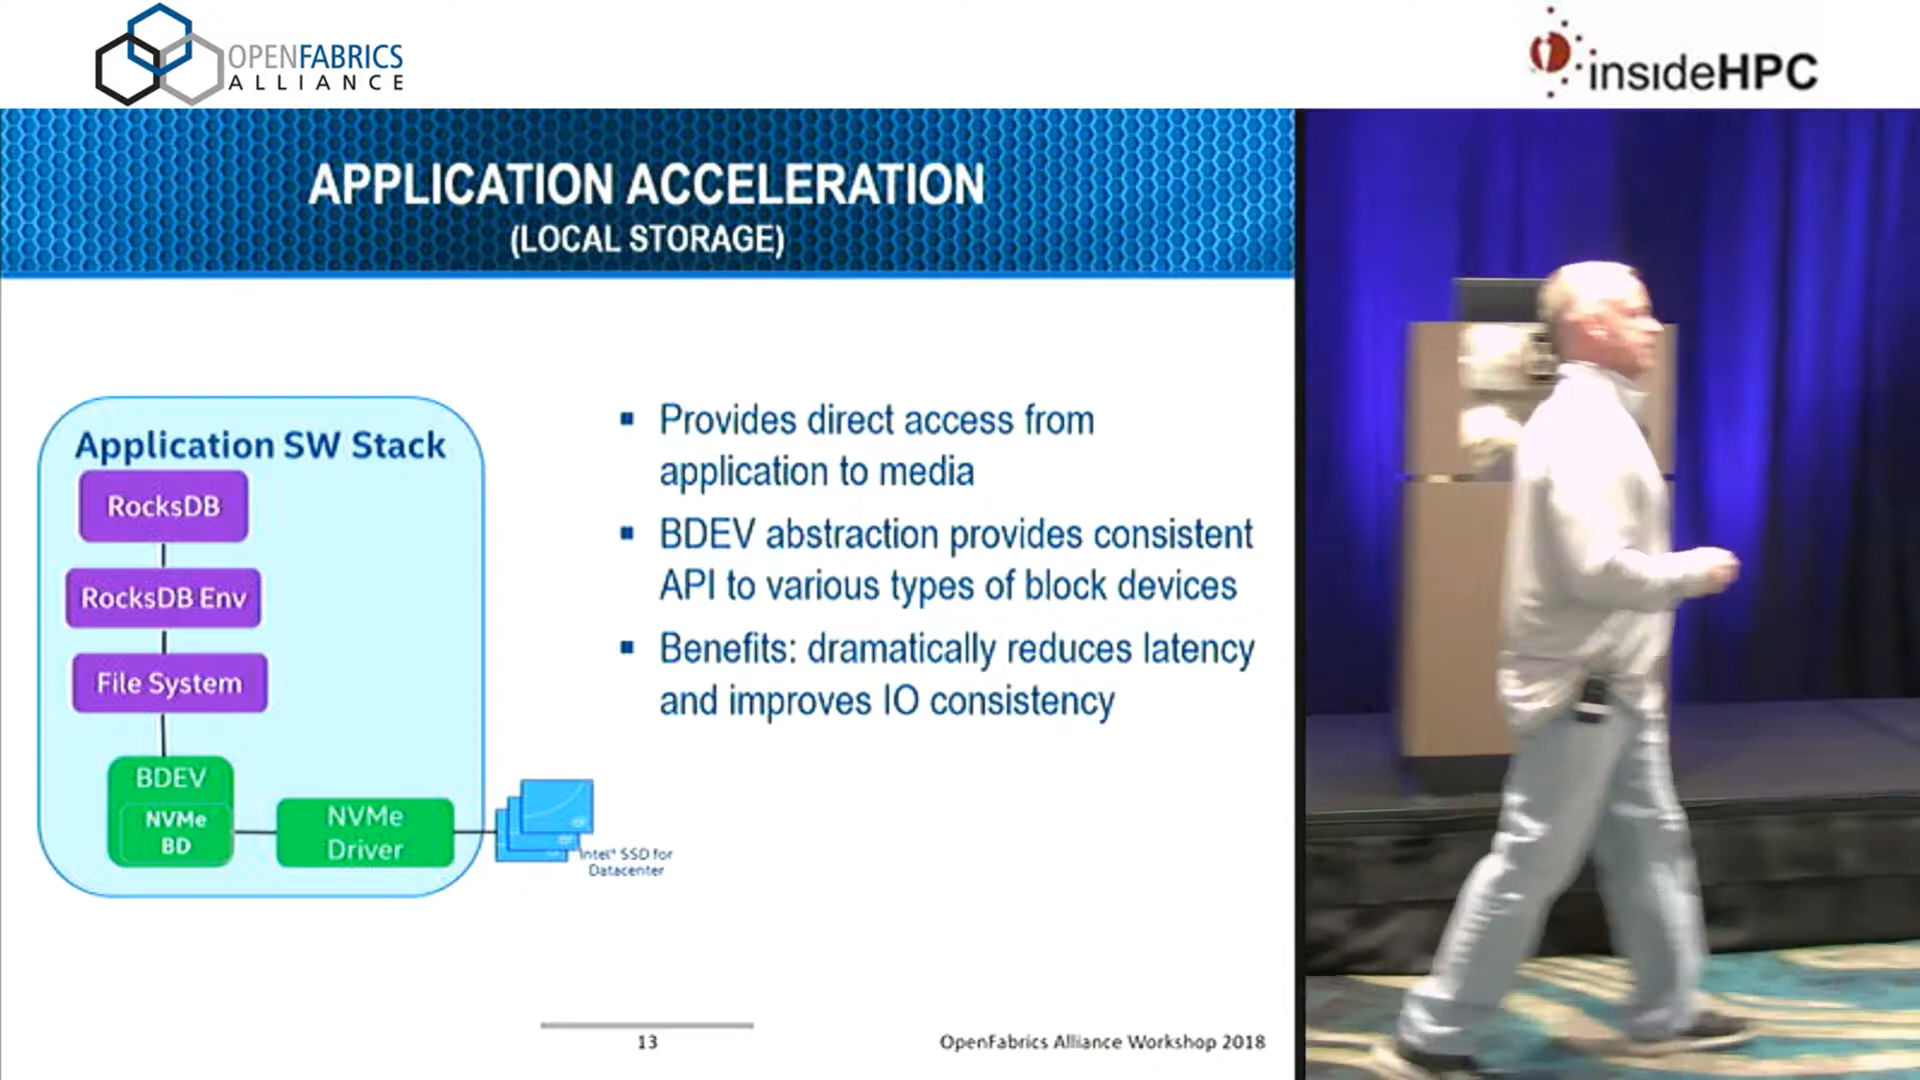 OPENFABRICS
ALLIANCE
insideHPC
APPLICATION ACCELERATION
(LOCAL STORAGE)
Application SW Stack
RocksDB
RocksDB Env
File System
BDEV
NVMe
BD
NVMe
Driver
Intel® SSD for
Datacenter
▪ Provides direct access from
application to media
▪ BDEV abstraction provides consistent
API to various types of block devices
▪ Benefits: dramatically reduces latency
and improves IO consistency
13
OpenFabrics Alliance Workshop 2018